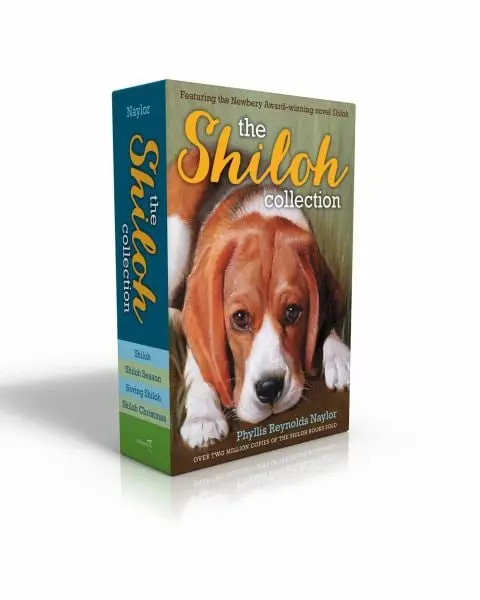 Featuring the Newbery Award–winning novel Shiloh
the
Shiloh
collection
Phyllis Reynolds Naylor
OVER TWO MILLION COPIES OF THE SHILOH BOOKS SOLD
Naylor
the
Shiloh
collection
Shiloh
Shiloh Season
Saving Shiloh
Shiloh Christmas